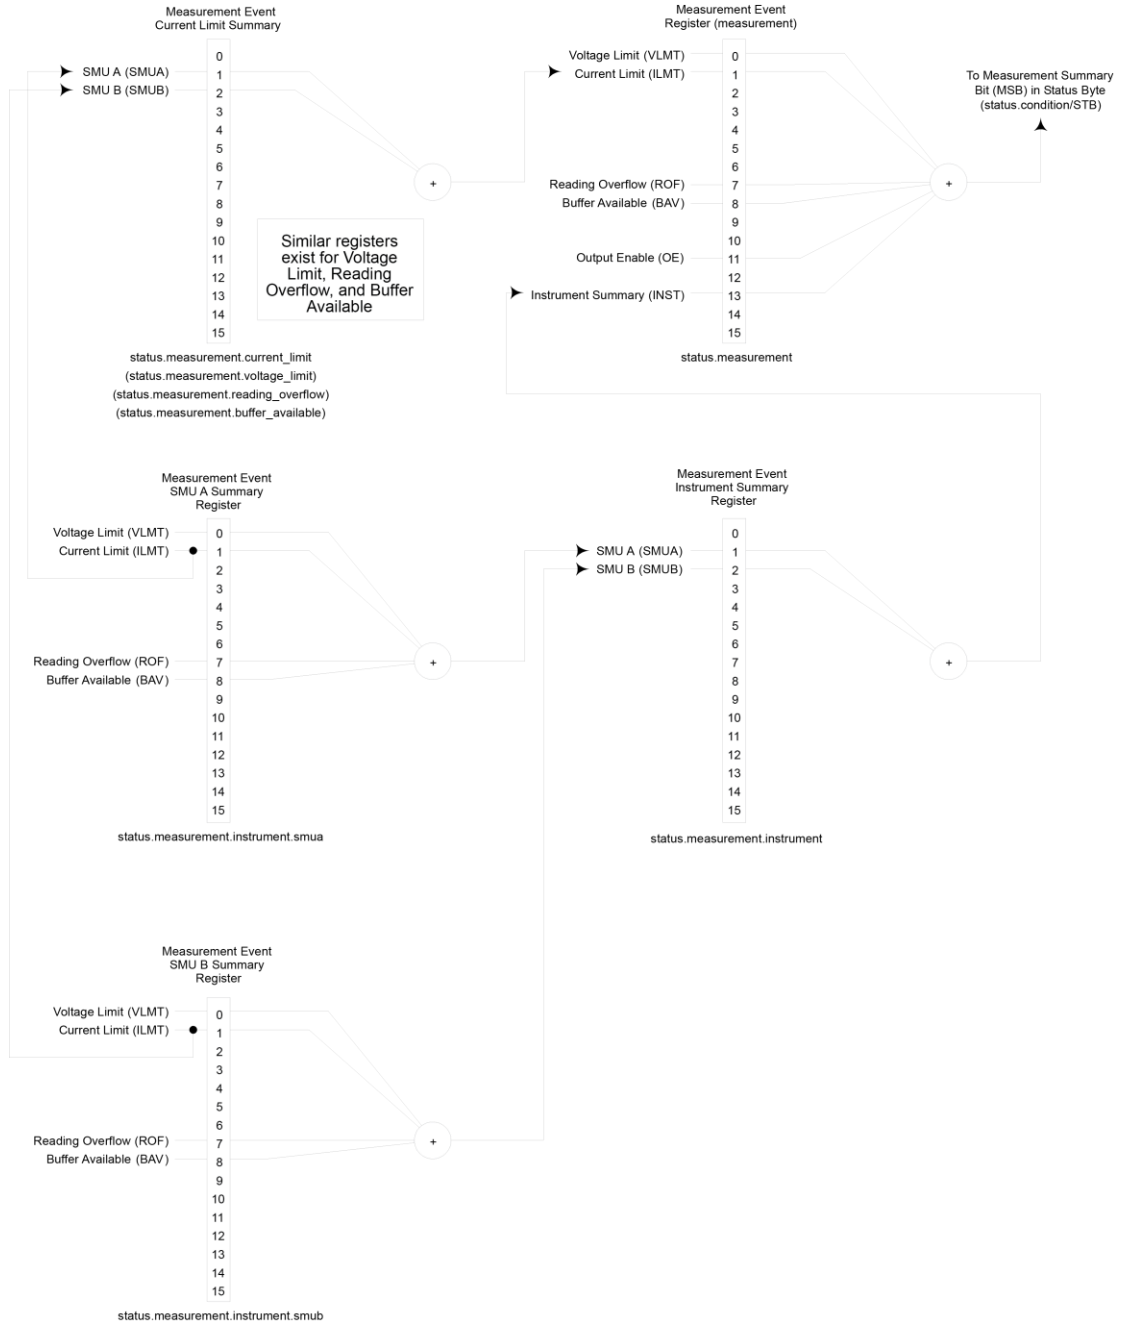 Measurement Event
Current Limit Summary
SMU A (SMUA)
SMU B (SMUB)
0
1
2
3
4
5
6
7
8
9
10
11
12
13
14
15
+
Similar registers
exist for Voltage
Limit, Reading
Overflow, and Buffer
Available
status.measurement.current_limit
(status.measurement.voltage_limit)
(status.measurement.reading_overflow)
(status.measurement.buffer_available)
Measurement Event
Register (measurement)
Voltage Limit (VLMT)
Current Limit (ILMT)
Reading Overflow (ROF)
Buffer Available (BAV)
Output Enable (OE)
Instrument Summary (INST)
0
1
2
3
4
5
6
7
8
9
10
11
12
13
14
15
+
To Measurement Summary
Bit (MSB) in Status Byte
(status.condition/STB)
status.measurement
Measurement Event
SMU A Summary
Register
Voltage Limit (VLMT)
Current Limit (ILMT)
Reading Overflow (ROF)
Buffer Available (BAV)
0
1
2
3
4
5
6
7
8
9
10
11
12
13
14
15
+
status.measurement.instrument.smua
Measurement Event
Instrument Summary
Register
SMU A (SMUA)
SMU B (SMUB)
0
1
2
3
4
5
6
7
8
9
10
11
12
13
14
15
+
status.measurement.instrument
Measurement Event
SMU B Summary
Register
Voltage Limit (VLMT)
Current Limit (ILMT)
Reading Overflow (ROF)
Buffer Available (BAV)
0
1
2
3
4
5
6
7
8
9
10
11
12
13
14
15
+
status.measurement.instrument.smub